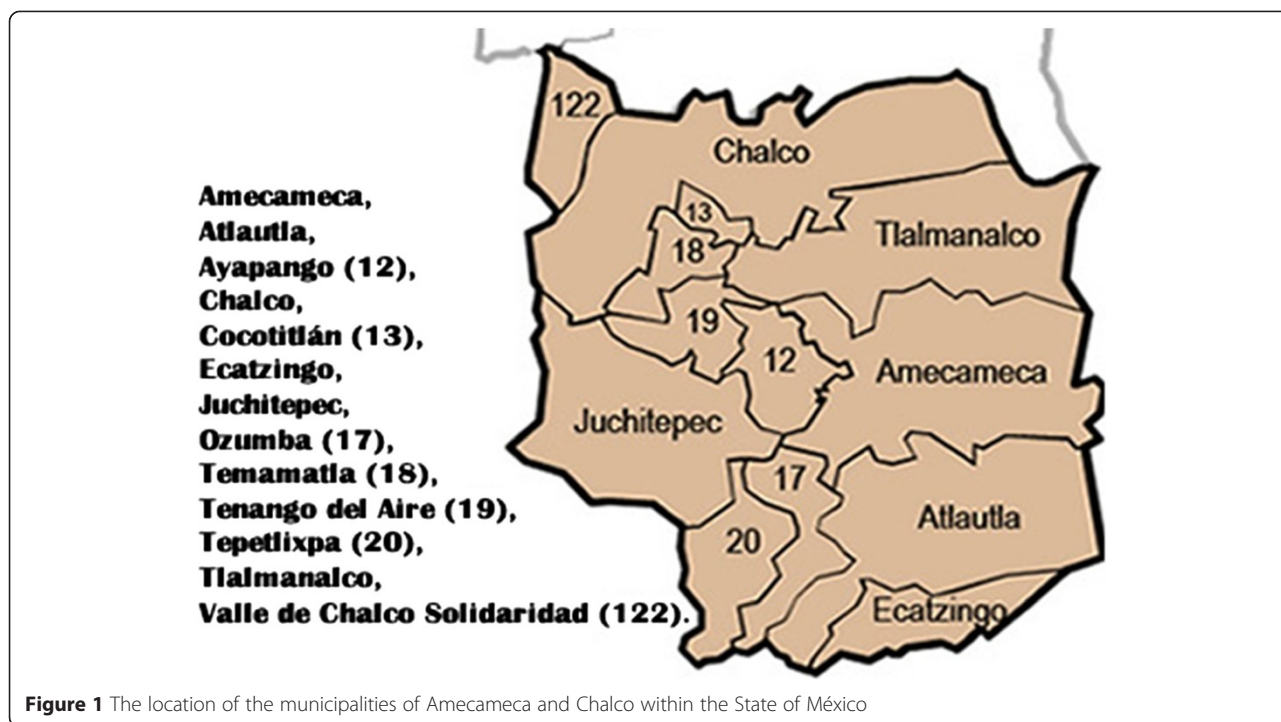 Amecameca,
Atlautla,
Ayapango (12),
Chalco,
Cocotitlán (13),
Ecatzingo,
Juchitepec,
Ozumba (17),
Temamatla (18),
Tenango del Aire (19),
Tepetlixpa (20),
Tlalmanalco,
Valle de Chalco Solidaridad (122).
122
Chalco
13
Tlalmanalco
18
19
12
Amecameca
Juchitepec
17
Atlautla
20
Ecatzingo
Figure 1 The location of the municipalities of Amecameca and Chalco within the State of México